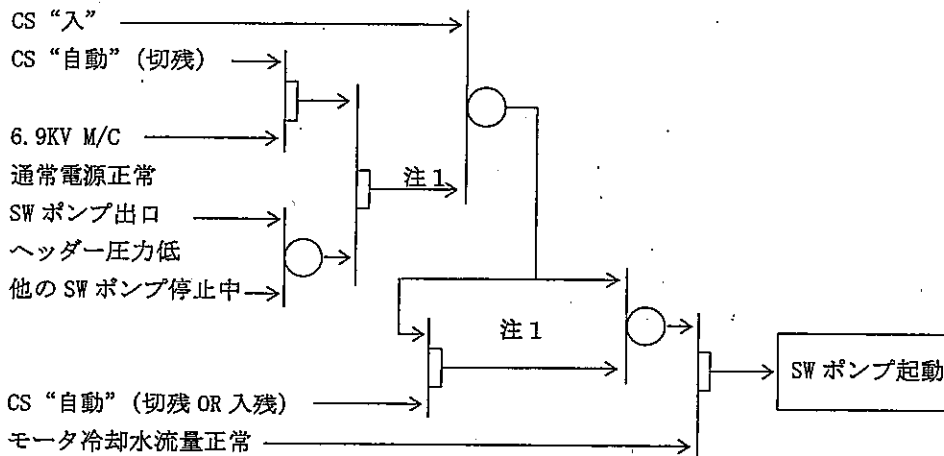 CS “入”
CS “自動” (切残)
6.9KV M/C
通常電源正常
SW ポンプ出口
ヘッダー圧力低
他の SW ポンプ停止中
注1
注1
SW ポンプ起動
CS “自動” (切残 OR 入残)
モータ冷却水流量正常